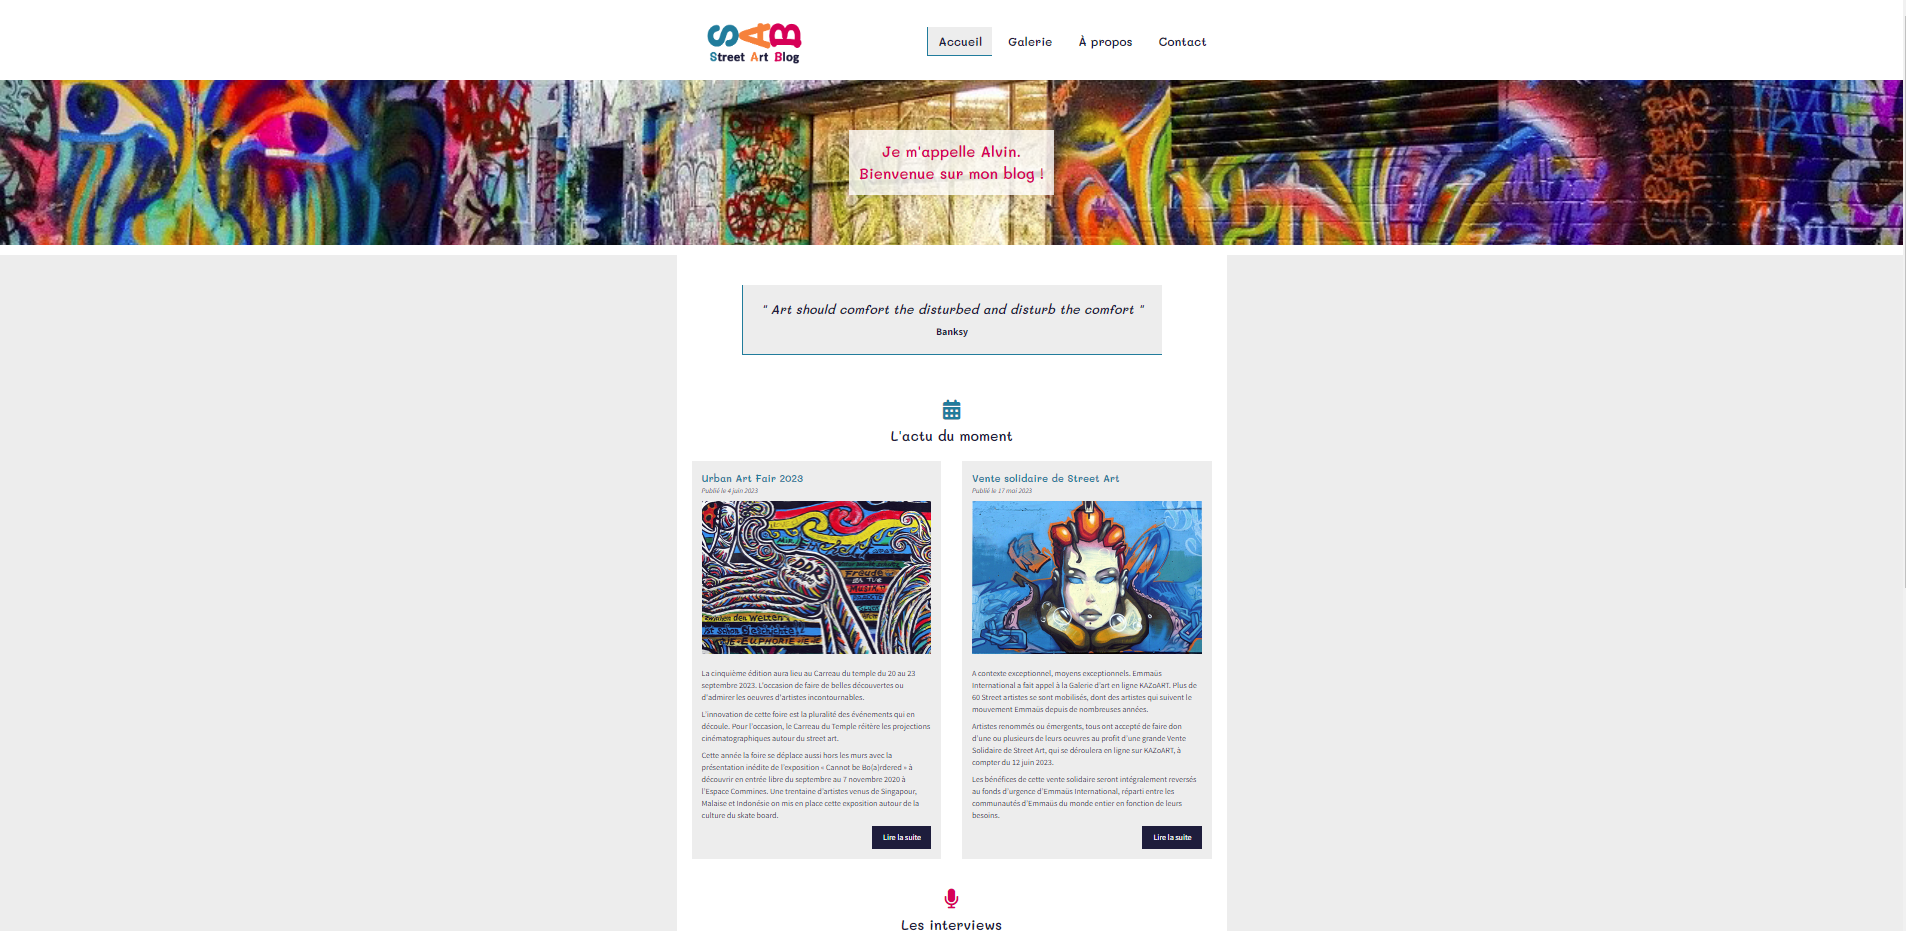 SAB
Street Art Blog
Accueil
Galerie
À propos
Contact
Je m'appelle Alvin.
Bienvenue sur mon blog !
" Art should comfort the disturbed and disturb the comfort "
Banksy
L'actu du moment
Urban Art Fair 2023
Publié le 4 juin 2023
DDR
Freude
Musik
zwischen den Welten
ist schon Geschichte
EUPHORIE
La cinquième édition aura lieu au Carreau du temple du 20 au 23
septembre 2023. L'occasion de faire de belles découvertes ou
d'admirer les oeuvres d'artistes incontournables.
L'innovation de cette foire est la pluralité des événements qui en
découle. Pour l'occasion, le Carreau du Temple réitère les projections
cinématographiques autour du street art.
Cette année la foire se déplace aussi hors les murs avec la
présentation inédite de l'exposition « Cannot be Bo(a)rdered » à
découvrir en entrée libre du septembre au 7 novembre 2020 à
l'Espace Commines. Une trentaine d'artistes venus de Singapour,
Malaise et Indonésie on mis en place cette exposition autour de la
culture du skate board.
Lire la suite
Vente solidaire de Street Art
Publié le 17 mai 2023
A contexte exceptionnel, moyens exceptionnels. Emmaüs
International a fait appel à la Galerie d'art en ligne KAZoART. Plus de
60 Street artistes se sont mobilisés, dont des artistes qui suivent le
mouvement Emmaüs depuis de nombreuses années.
Artistes renommés ou émergents, tous ont accepté de faire don
d'une ou plusieurs de leurs oeuvres au profit d'une grande Vente
Solidaire de Street Art, qui se déroulera en ligne sur KAZoART, à
compter du 12 juin 2023.
Les bénéfices de cette vente solidaire seront intégralement reversés
au fonds d'urgence d'Emmaüs International, réparti entre les
communautés d'Emmaüs du monde entier en fonction de leurs
besoins.
Lire la suite
Les interviews